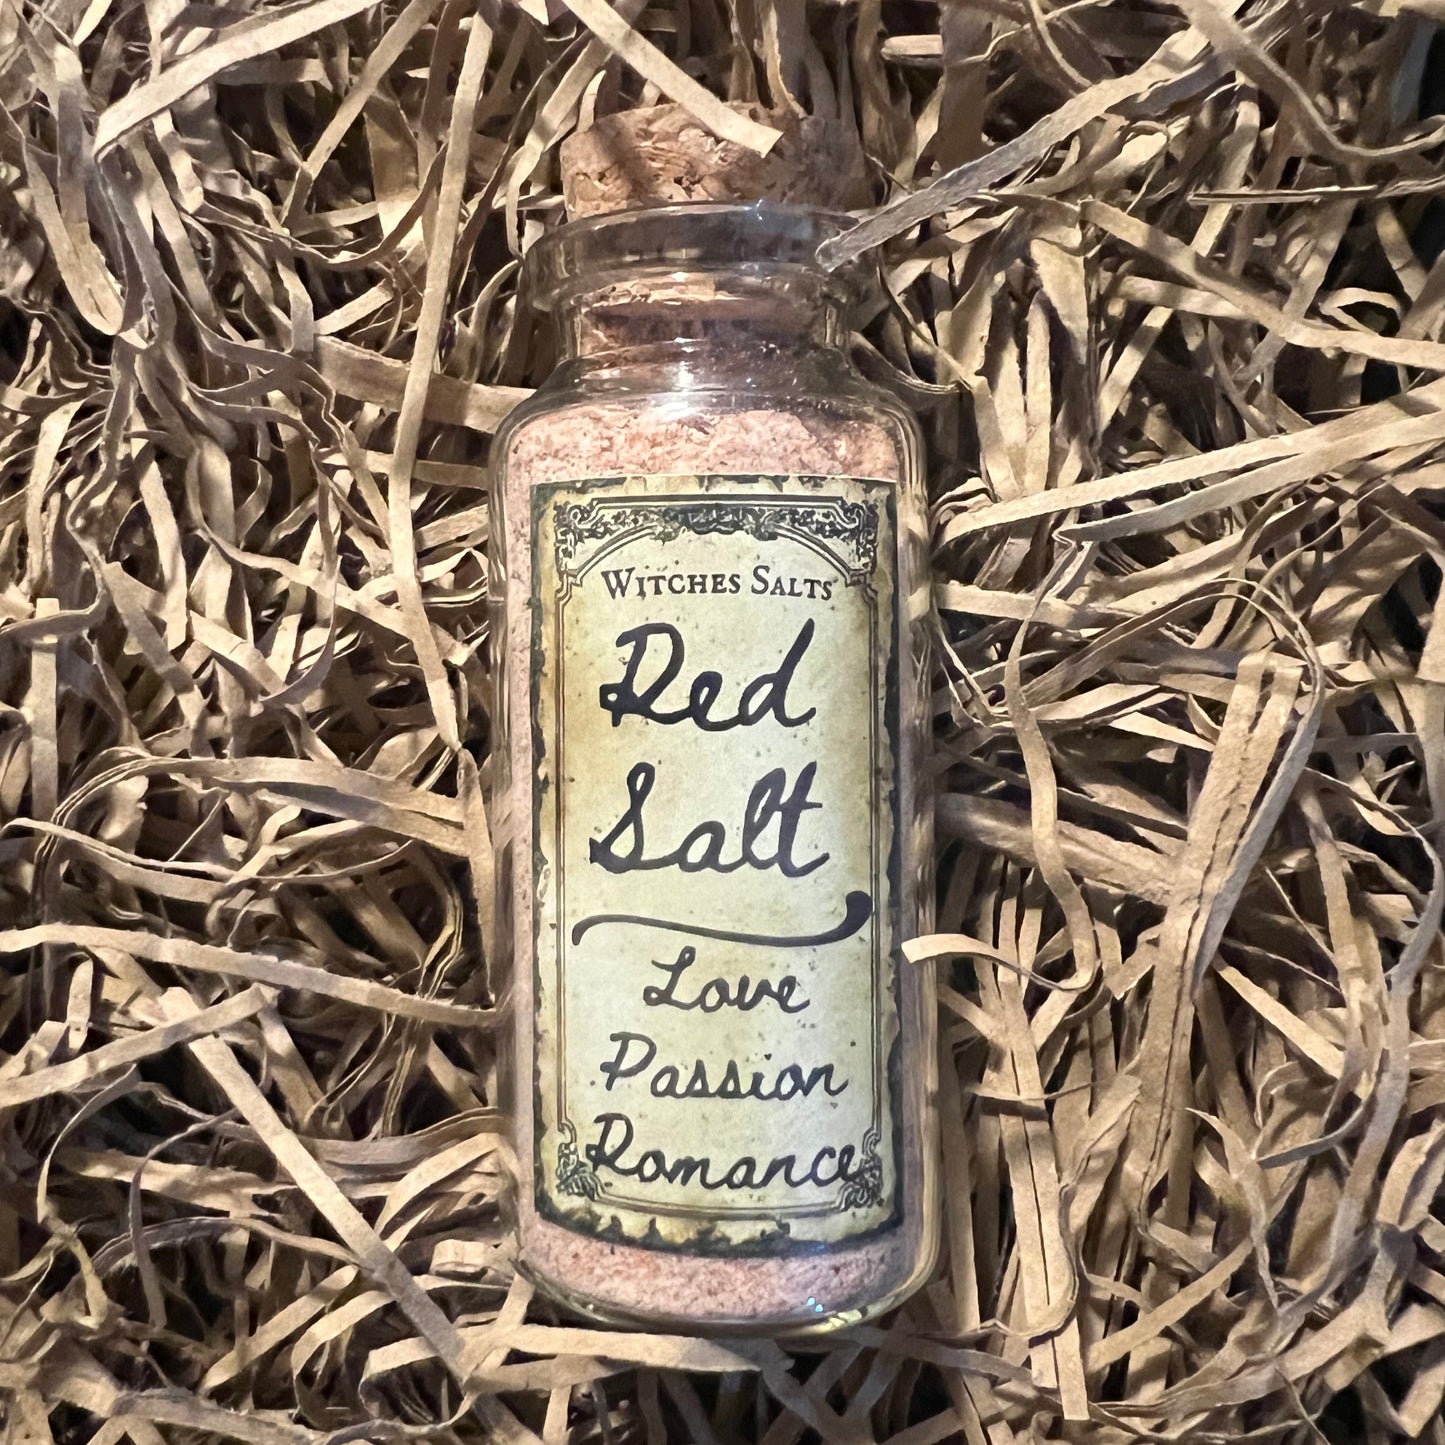 Witches Salts
Red
Salt
Love
Passion
Romance